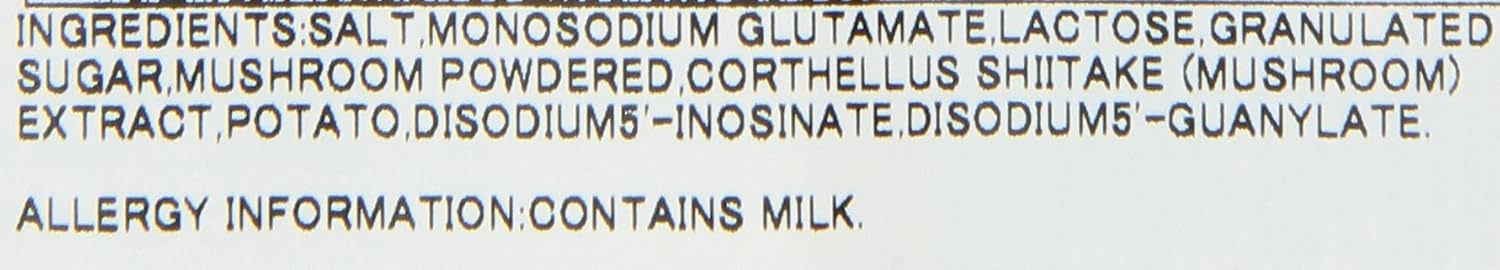 INGREDIENTS:SALT,MONOSODIUM GLUTAMATE,LACTOSE,GRANULATED
SUGAR,MUSHROOM POWDERED,CORTHELLUS SHIITAKE (MUSHROOM)
EXTRACT,POTATO,DISODIUM5'-INOSINATE,DISODIUM5'-GUANYLATE.
ALLERGY INFORMATION:CONTAINS MILK.